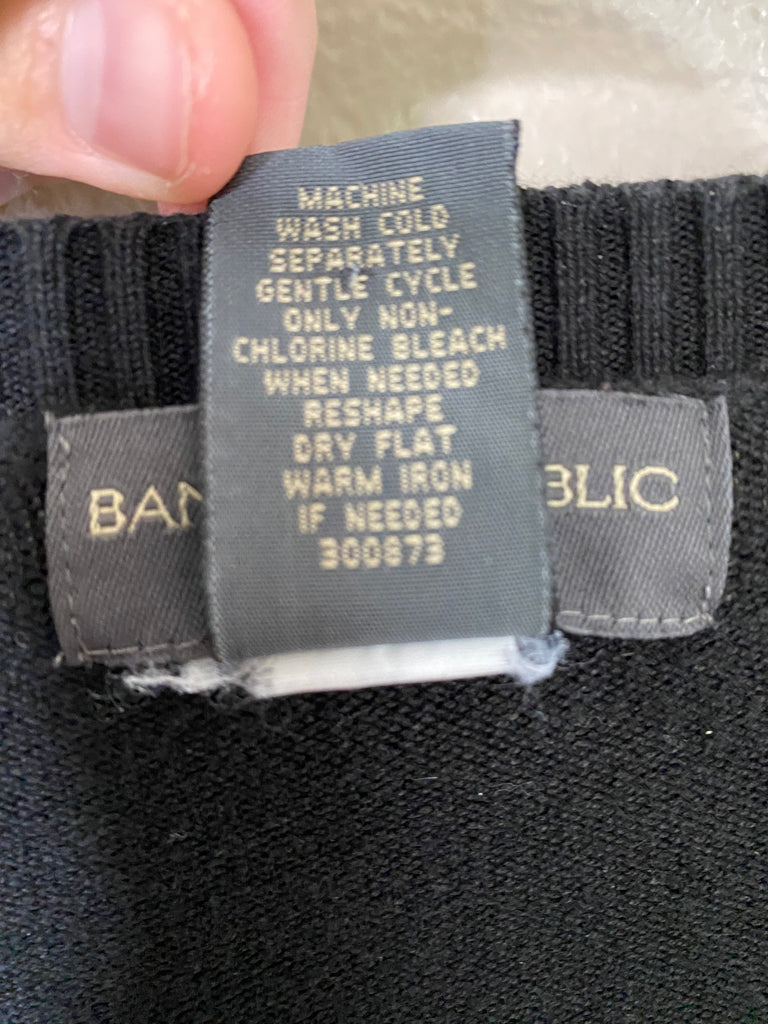 MACHINE
WASH COLD
SEPARATELY
GENTLE CYCLE
ONLY NON-
CHLORINE BLEACH
WHEN NEEDED
RESHAPE
DRY FLAT
WARM IRON
IF NEEDED
300873
BAN BLIC